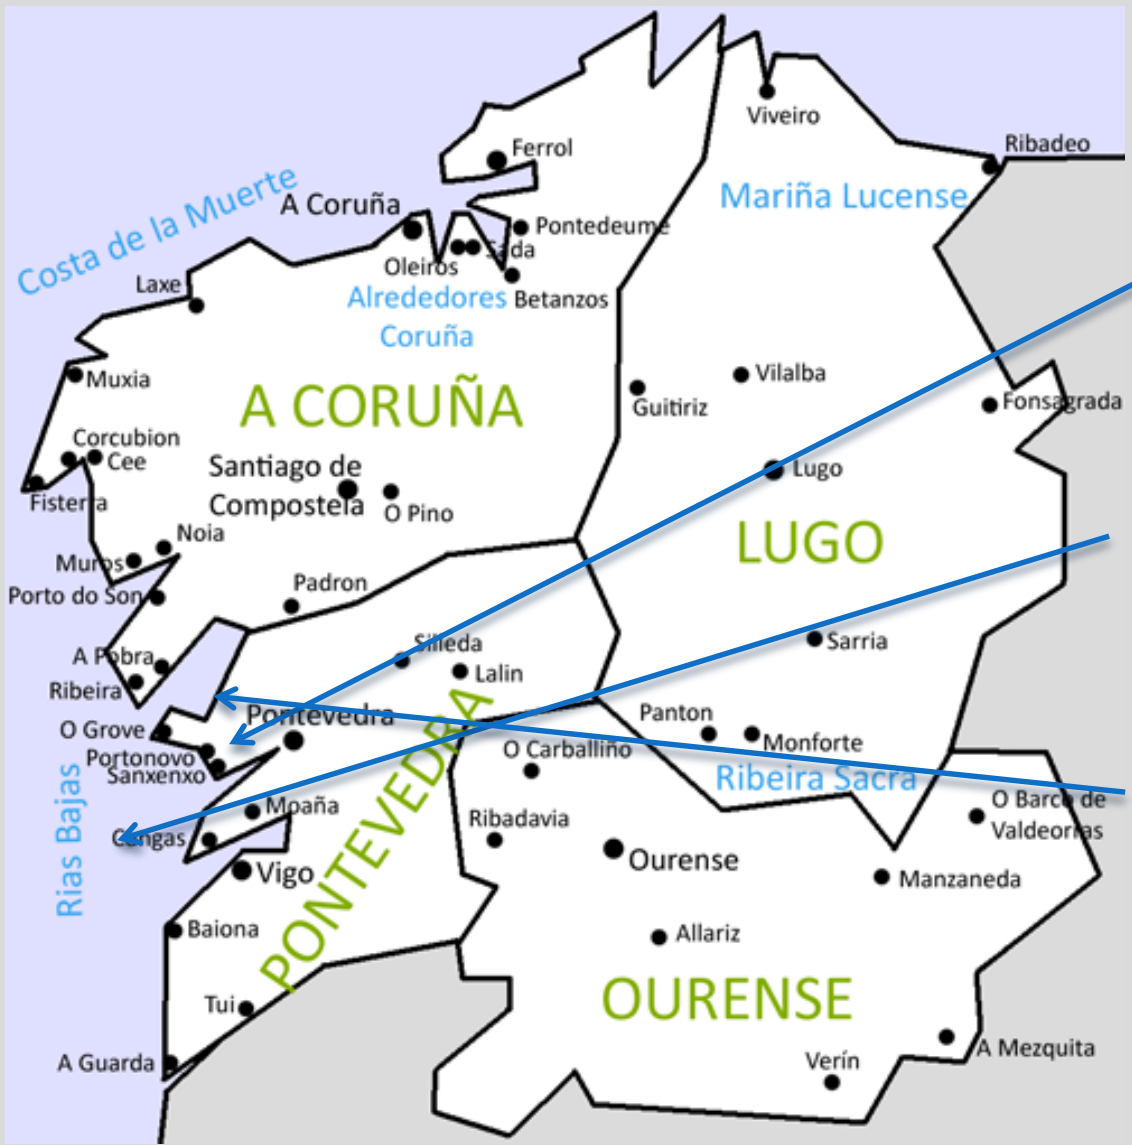 Viveiro
Ribadeo
Ferrol
Costa de la Muerte
A Coruña
Mariña Lucense
Pontedeume
Sada
Oleiros
Laxe
Alrededores
Coruña
Betanzos
Muxia
Vilalba
Guitiriz
Fonsagrada
A CORUÑA
Corcubion
Cee
Santiago de
Compostela
Lugo
Fisterra
O Pino
Noia
LUGO
Muros
Padron
Porto do Son
Silleda
Sarria
A Pobra
Lalin
Ribeira
Pontevedra
Panton
O Grove
Monforte
Portonovo
O Carballiño
Sanxenxo
Ribeira Sacra
Rias Bajas
Moaña
O Barco de
Valdeorras
Ribadavia
Cangas
PONTEVEDRA
Vigo
Ourense
Manzaneda
Baiona
Allariz
OURENSE
Tui
A Guarda
A Mezquita
Verín